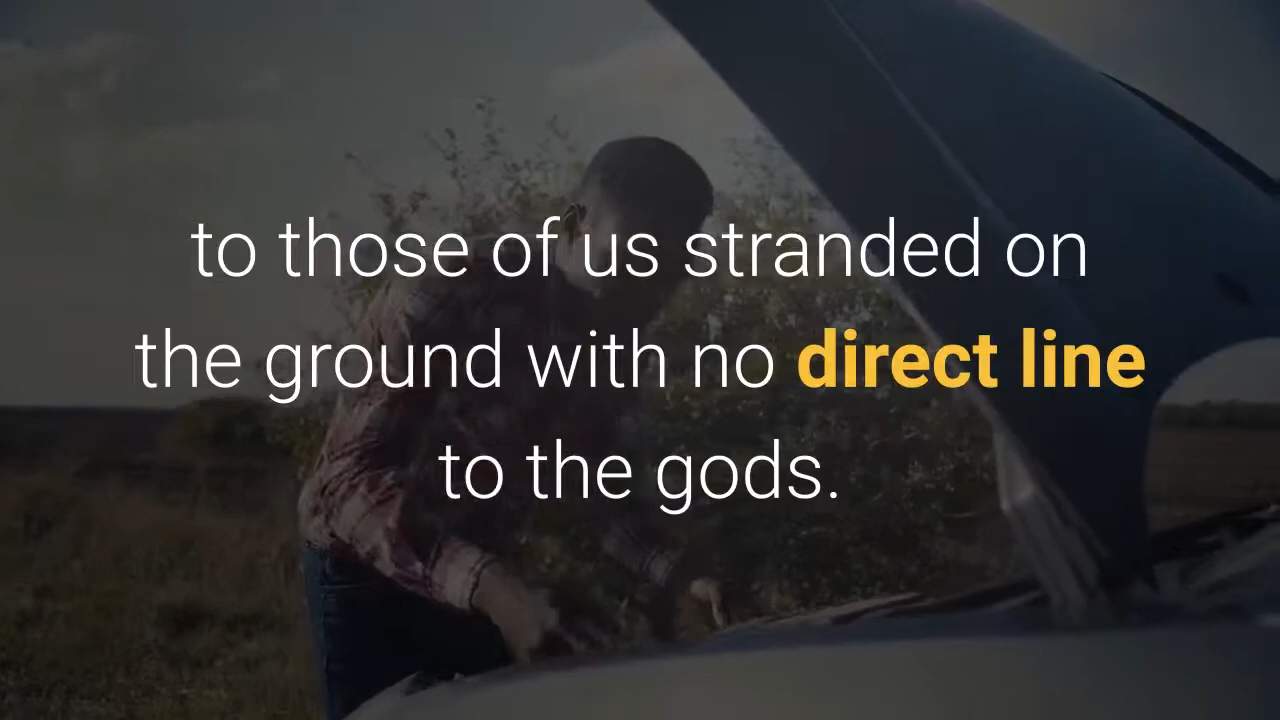 to those of us stranded on
the ground with no direct line
to the gods.